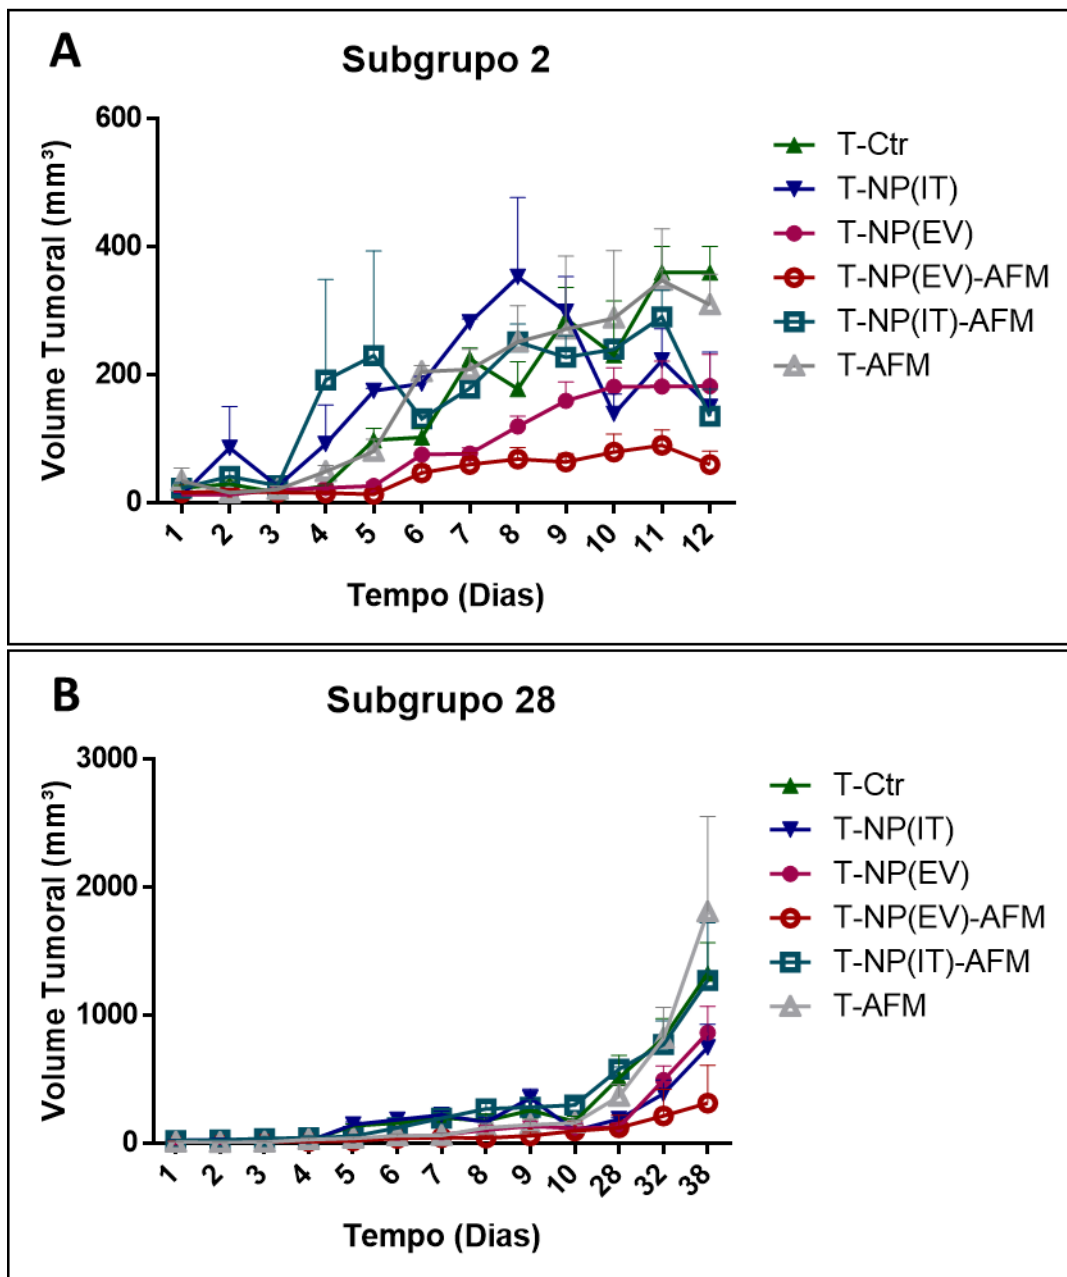 A
Subgrupo 2
Volume Tumoral (mm³)
600
400
200
0
1 2 3 4 5 6 7 8 9 10 11 12
Tempo (Dias)
T-Ctr
T-NP(IT)
T-NP(EV)
T-NP(EV)-AFM
T-NP(IT)-AFM
T-AFM
B
Subgrupo 28
Volume Tumoral (mm³)
3000
2000
1000
0
1 2 3 4 5 6 7 8 9 10 28 32 38
Tempo (Dias)
T-Ctr
T-NP(IT)
T-NP(EV)
T-NP(EV)-AFM
T-NP(IT)-AFM
T-AFM